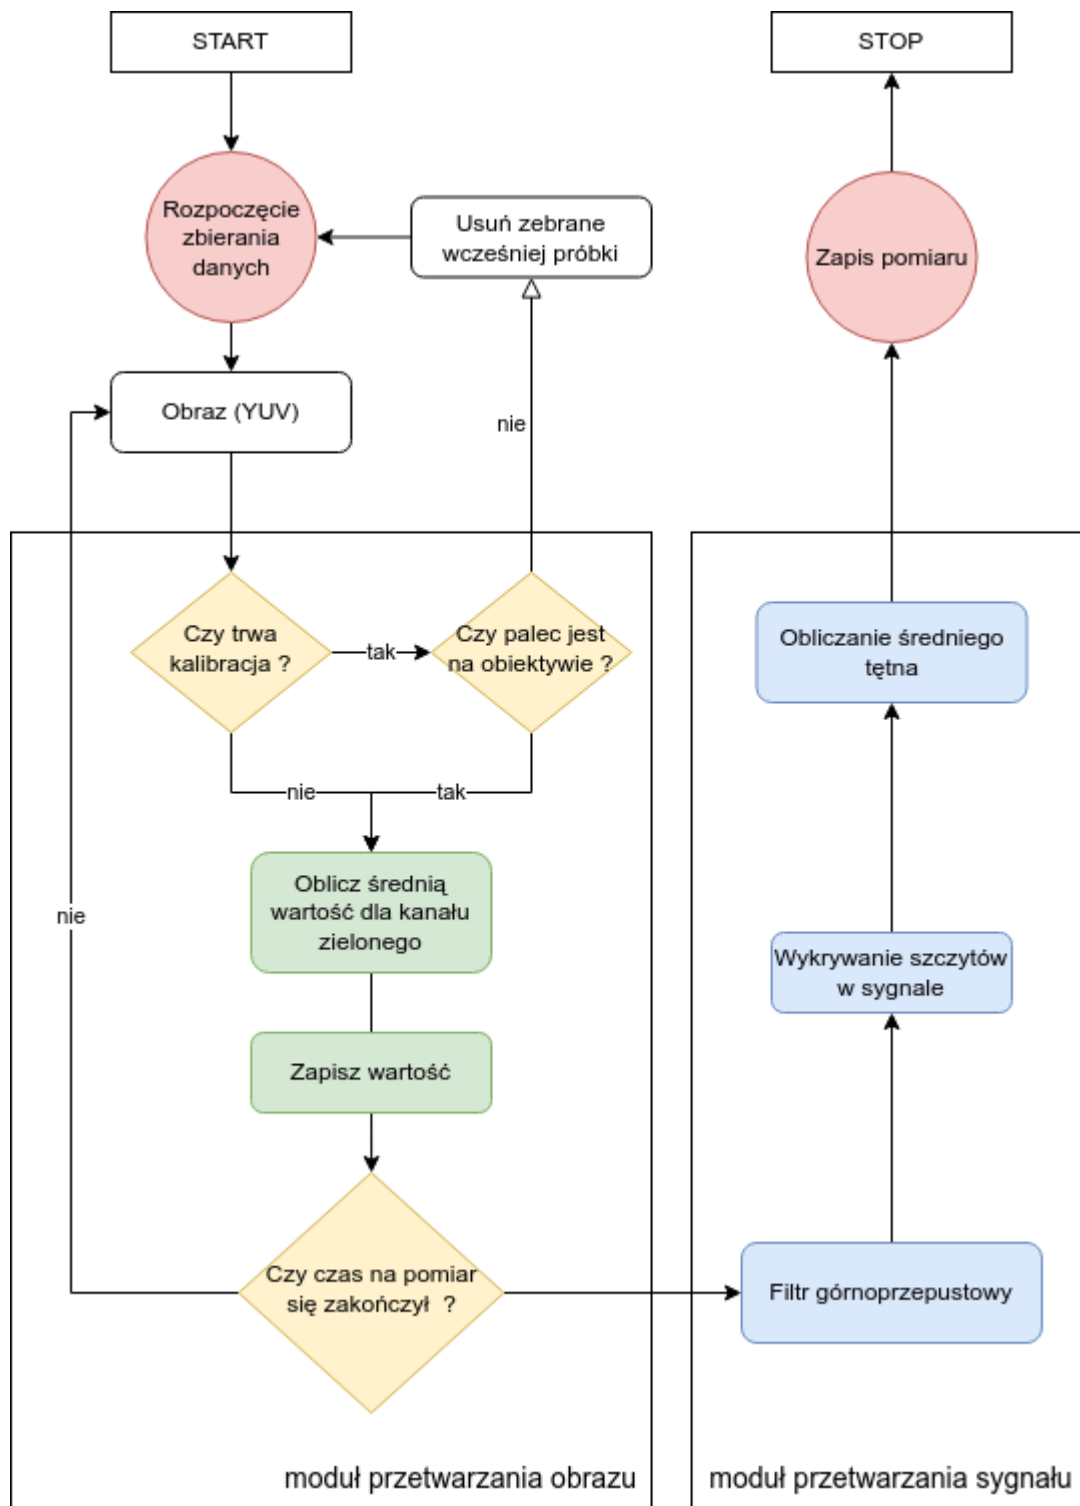 START
STOP
Rozpoczęcie
zbierania
danych
Usuń zebrane
wcześniej próbki
Zapis pomiaru
Obraz (YUV)
nie
Czy trwa
kalibracja ?
tak
Czy palec jest
na obiektywie ?
Obliczanie średniego
tętna
nie
tak
Oblicz średnią
wartość dla kanału
zielonego
nie
Wykrywanie szczytów
w sygnale
Zapisz wartość
Czy czas na pomiar
się zakończył ?
Filtr górnoprzepustowy
moduł przetwarzania obrazu
moduł przetwarzania sygnału